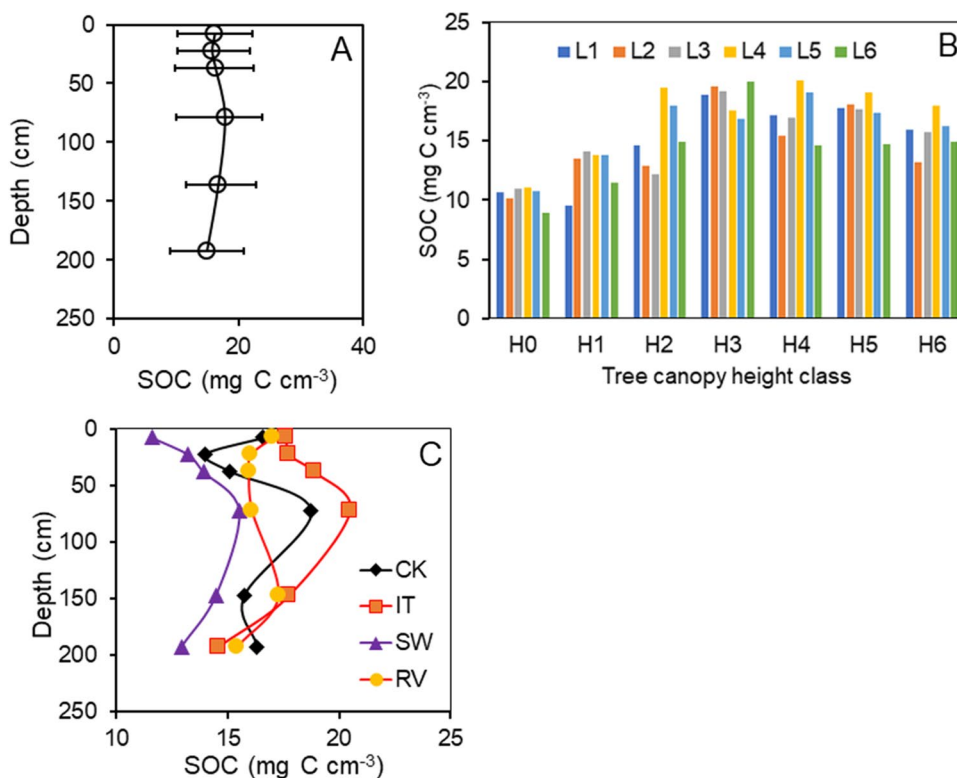 A
0
50
100
150
200
250
Depth (cm)
0 20 40
SOC (mg C cm-3)
B
L1 L2 L3 L4 L5 L6
25
20
15
10
5
0
SOC (mg C cm-3)
H0 H1 H2 H3 H4 H5 H6
Tree canopy height class
C
0
50
100
150
200
250
Depth (cm)
CK
IT
SW
RV
10 15 20 25
SOC (mg C cm-3)